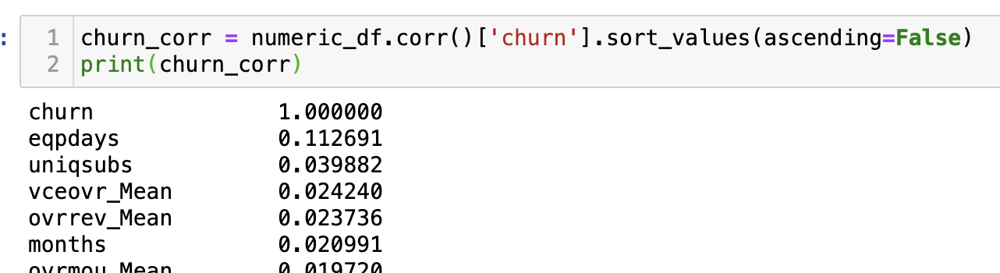 :
1 churn_corr = numeric_df.corr()['churn'].sort_values(ascending=False)
2 print(churn_corr)
churn 1.000000
eqpdays 0.112691
uniqsubs 0.039882
vceovr_Mean 0.024240
ovrrev_Mean 0.023736
months 0.020991
ovrmou_Mean 0.019720